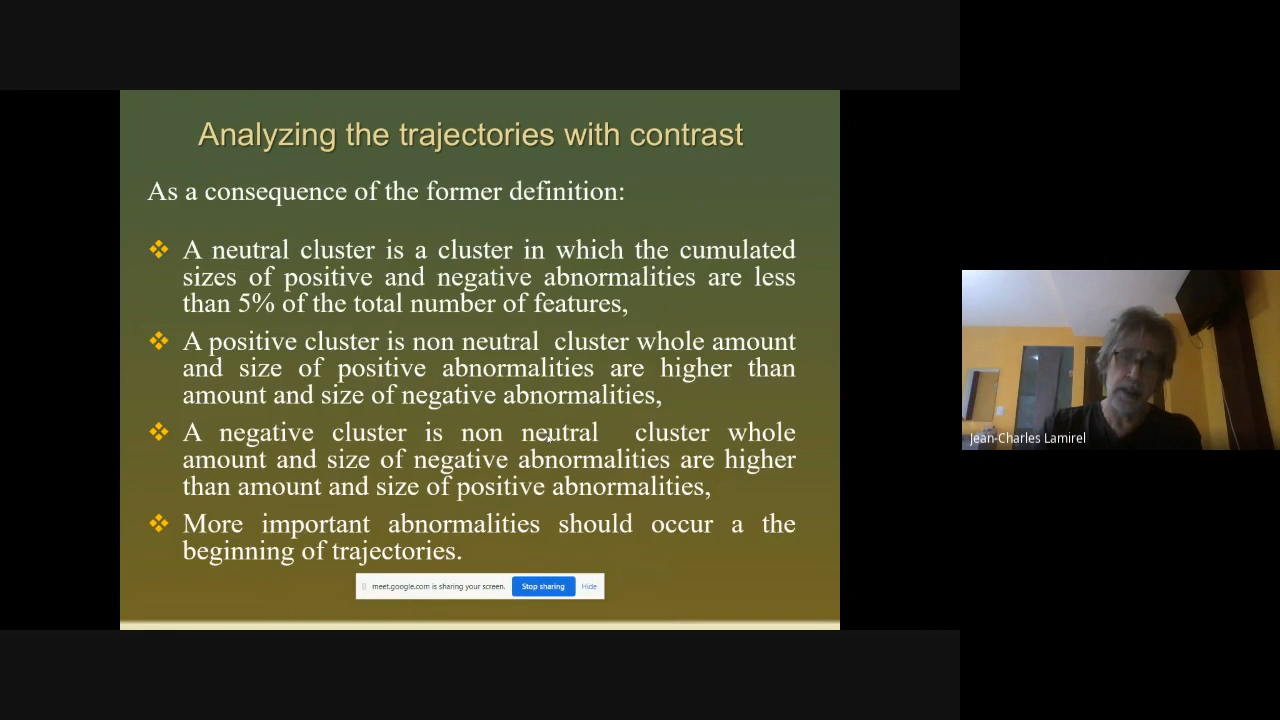 Analyzing the trajectories with contrast
As a consequence of the former definition:
A neutral cluster is a cluster in which the cumulated
sizes of positive and negative abnormalities are less
than 5% of the total number of features,
A positive cluster is non neutral cluster whole amount
and size of positive abnormalities are higher than
amount and size of negative abnormalities,
A negative cluster is non neutral cluster whole
amount and size of negative abnormalities are higher
than amount and size of positive abnormalities,
More important abnormalities should occur a the
beginning of trajectories.
meet.google.com is sharing your screen. Stop sharing Hide
Jean-Charles Lamirel